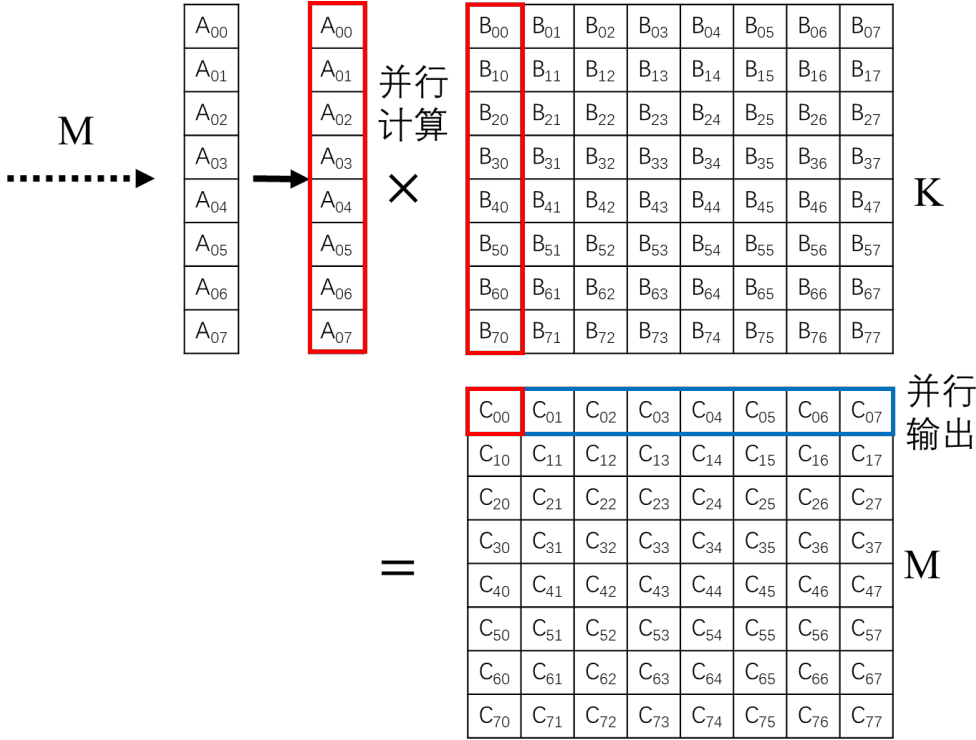 A₀₀ A₀₀ B₀₀ B₀₁ B₀₂ B₀₃ B₀₄ B₀₅ B₀₆ B₀₇
A₀₁ A₀₁ B₁₀ B₁₁ B₁₂ B₁₃ B₁₄ B₁₅ B₁₆ B₁₇
并行
计算
M
A₀₂ A₀₂ B₂₀ B₂₁ B₂₂ B₂₃ B₂₄ B₂₅ B₂₆ B₂₇
A₀₃ A₀₃ B₃₀ B₃₁ B₃₂ B₃₃ B₃₄ B₃₅ B₃₆ B₃₇
×
K
A₀₄ A₀₄ B₄₀ B₄₁ B₄₂ B₄₃ B₄₄ B₄₅ B₄₆ B₄₇
A₀₅ A₀₅ B₅₀ B₅₁ B₅₂ B₅₃ B₅₄ B₅₅ B₅₆ B₅₇
A₀₆ A₀₆ B₆₀ B₆₁ B₆₂ B₆₃ B₆₄ B₆₅ B₆₆ B₆₇
A₀₇ A₀₇ B₇₀ B₇₁ B₇₂ B₇₃ B₇₄ B₇₅ B₇₆ B₇₇
C₀₀ C₀₁ C₀₂ C₀₃ C₀₄ C₀₅ C₀₆ C₀₇
并行
输出
C₁₀ C₁₁ C₁₂ C₁₃ C₁₄ C₁₅ C₁₆ C₁₇
C₂₀ C₂₁ C₂₂ C₂₃ C₂₄ C₂₅ C₂₆ C₂₇
C₃₀ C₃₁ C₃₂ C₃₃ C₃₄ C₃₅ C₃₆ C₃₇
=
M
C₄₀ C₄₁ C₄₂ C₄₃ C₄₄ C₄₅ C₄₆ C₄₇
C₅₀ C₅₁ C₅₂ C₅₃ C₅₄ C₅₅ C₅₆ C₅₇
C₆₀ C₆₁ C₆₂ C₆₃ C₆₄ C₆₅ C₆₆ C₆₇
C₇₀ C₇₁ C₇₂ C₇₃ C₇₄ C₇₅ C₇₆ C₇₇